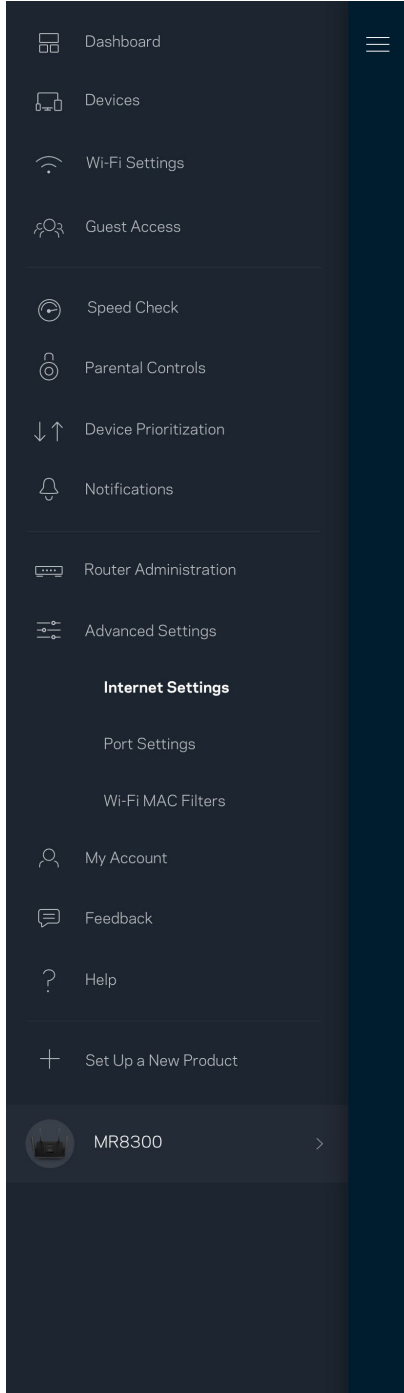 Dashboard
Devices
Wi-Fi Settings
Guest Access
Speed Check
Parental Controls
Device Prioritization
Notifications
Router Administration
Advanced Settings
Internet Settings
Port Settings
Wi-Fi MAC Filters
My Account
Feedback
Help
Set Up a New Product
MR8300